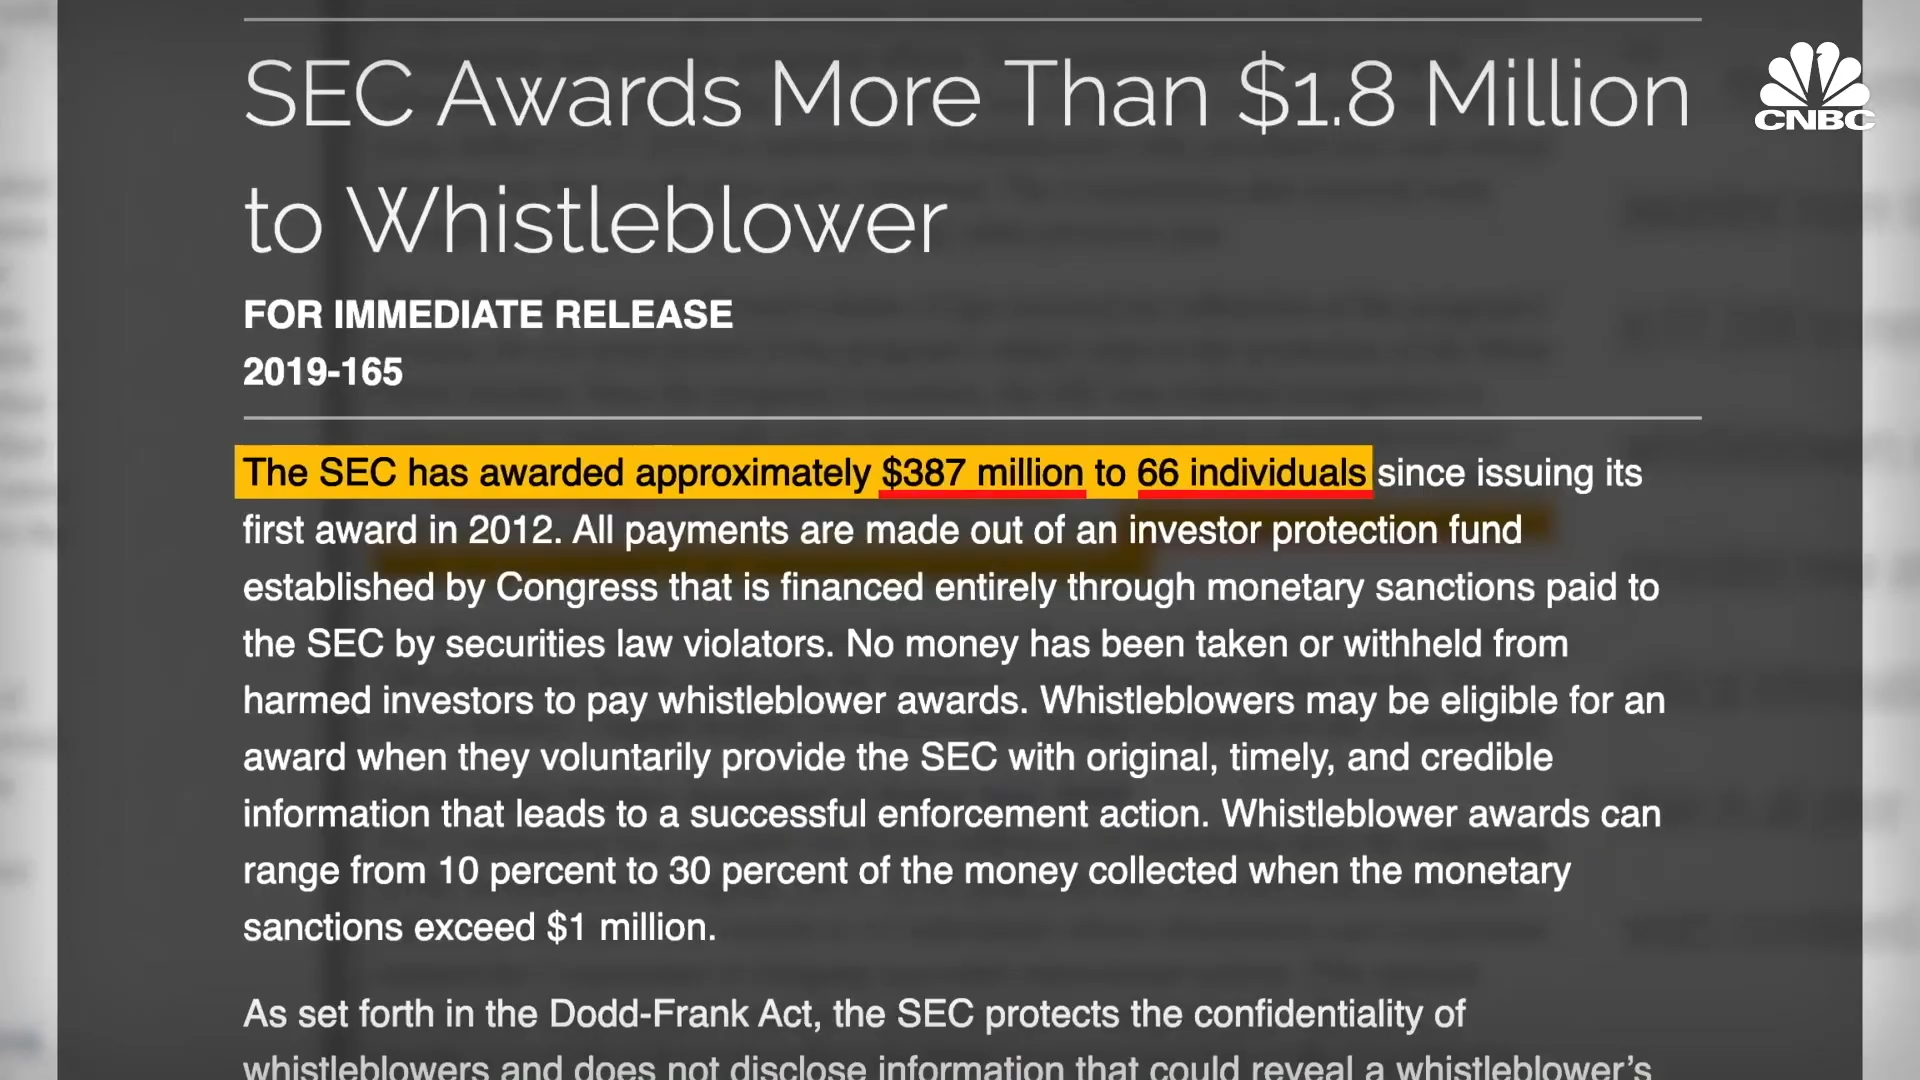 SEC Awards More Than $1.8 Million
CNBC
to Whistleblower
FOR IMMEDIATE RELEASE
2019-165
The SEC has awarded approximately $387 million to 66 individuals since issuing its
first award in 2012. All payments are made out of an investor protection fund
established by Congress that is financed entirely through monetary sanctions paid to
the SEC by securities law violators. No money has been taken or withheld from
harmed investors to pay whistleblower awards. Whistleblowers may be eligible for an
award when they voluntarily provide the SEC with original, timely, and credible
information that leads to a successful enforcement action. Whistleblower awards can
range from 10 percent to 30 percent of the money collected when the monetary
sanctions exceed $1 million.
As set forth in the Dodd-Frank Act, the SEC protects the confidentiality of
whistleblowers and does not disclose information that could reveal a whistleblower's